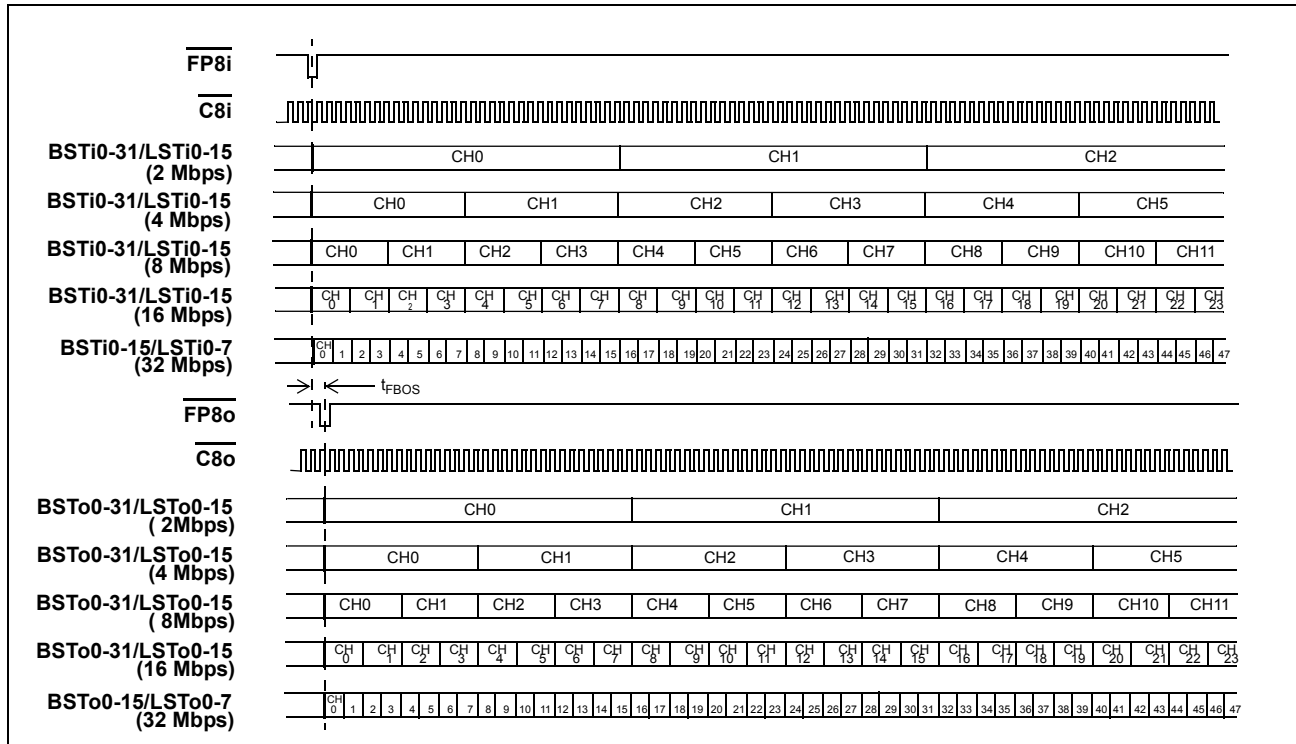 FP8i
C8i
BSTi0-31/LSTi0-15
(2 Mbps)
CH0 CH1 CH2
BSTi0-31/LSTi0-15
(4 Mbps)
CH0 CH1 CH2 CH3 CH4 CH5
BSTi0-31/LSTi0-15
(8 Mbps)
CH0 CH1 CH2 CH3 CH4 CH5 CH6 CH7 CH8 CH9 CH10 CH11
BSTi0-31/LSTi0-15
(16 Mbps)
CH 0 CH 1 CH 2 CH 3 CH 4 CH 5 CH 6 CH 7 CH 8 CH 9 CH 10 CH 11 CH 12 CH 13 CH 14 CH 15 CH 16 CH 17 CH 18 CH 19 CH 20 CH 21 CH 22 CH 23
BSTi0-15/LSTi0-7
(32 Mbps)
CH 0 1 2 3 4 5 6 7 8 9 10 11 12 13 14 15 16 17 18 19 20 21 22 23 24 25 26 27 28 29 30 31 32 33 34 35 36 37 38 39 40 41 42 43 44 45 46 47
tFBOS
FP8o
C8o
BSTo0-31/LSTo0-15
( 2Mbps)
CH0 CH1 CH2
BSTo0-31/LSTo0-15
(4 Mbps)
CH0 CH1 CH2 CH3 CH4 CH5
BSTo0-31/LSTo0-15
( 8Mbps)
CH0 CH1 CH2 CH3 CH4 CH5 CH6 CH7 CH8 CH9 CH10 CH11
BSTo0-31/LSTo0-15
(16 Mbps)
CH 0 CH 1 CH 2 CH 3 CH 4 CH 5 CH 6 CH 7 CH 8 CH 9 CH 10 CH 11 CH 12 CH 13 CH 14 CH 15 CH 16 CH 17 CH 18 CH 19 CH 20 CH 21 CH 22 CH 23
BSTo0-15/LSTo0-7
(32 Mbps)
CH 0 1 2 3 4 5 6 7 8 9 10 11 12 13 14 15 16 17 18 19 20 21 22 23 24 25 26 27 28 29 30 31 32 33 34 35 36 37 38 39 40 41 42 43 44 45 46 47